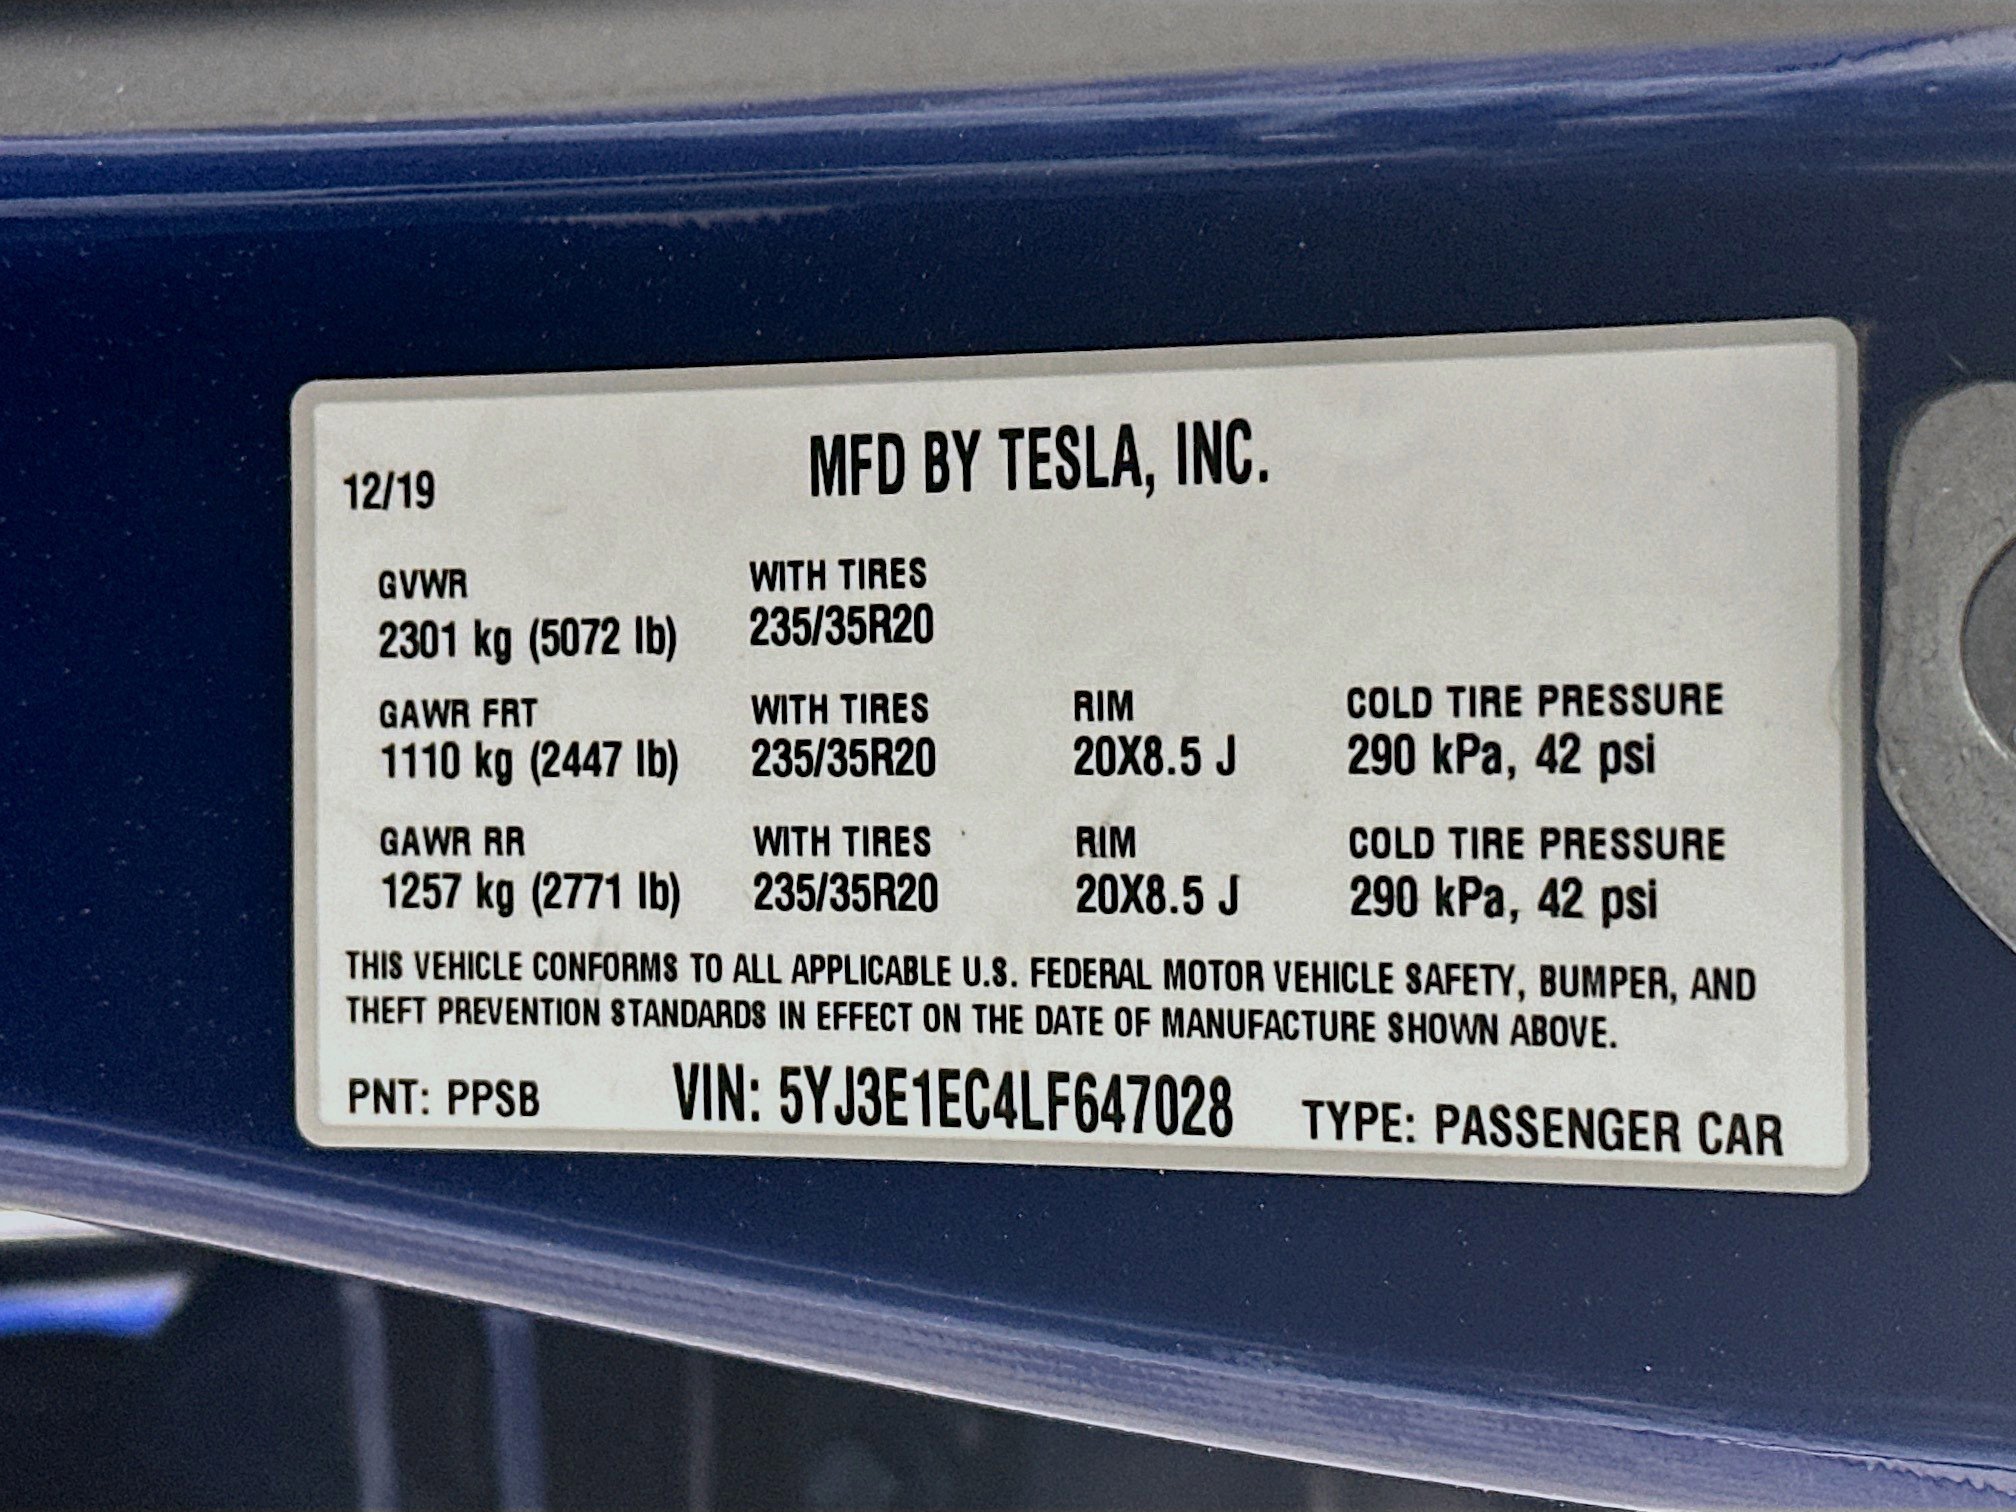 MFD BY TESLA, INC.
12/19
GVWR WITH TIRES
2301 kg (5072 lb) 235/35R20
GAWR FRT WITH TIRES RIM COLD TIRE PRESSURE
1110 kg (2447 lb) 235/35R20 20X8.5 J 290 kPa, 42 psi
GAWR RR WITH TIRES RIM COLD TIRE PRESSURE
1257 kg (2771 lb) 235/35R20 20X8.5 J 290 kPa, 42 psi
THIS VEHICLE CONFORMS TO ALL APPLICABLE U.S. FEDERAL MOTOR VEHICLE SAFETY, BUMPER, AND
THEFT PREVENTION STANDARDS IN EFFECT ON THE DATE OF MANUFACTURE SHOWN ABOVE.
PNT: PPSB VIN: 5YJ3E1EC4LF647028 TYPE: PASSENGER CAR